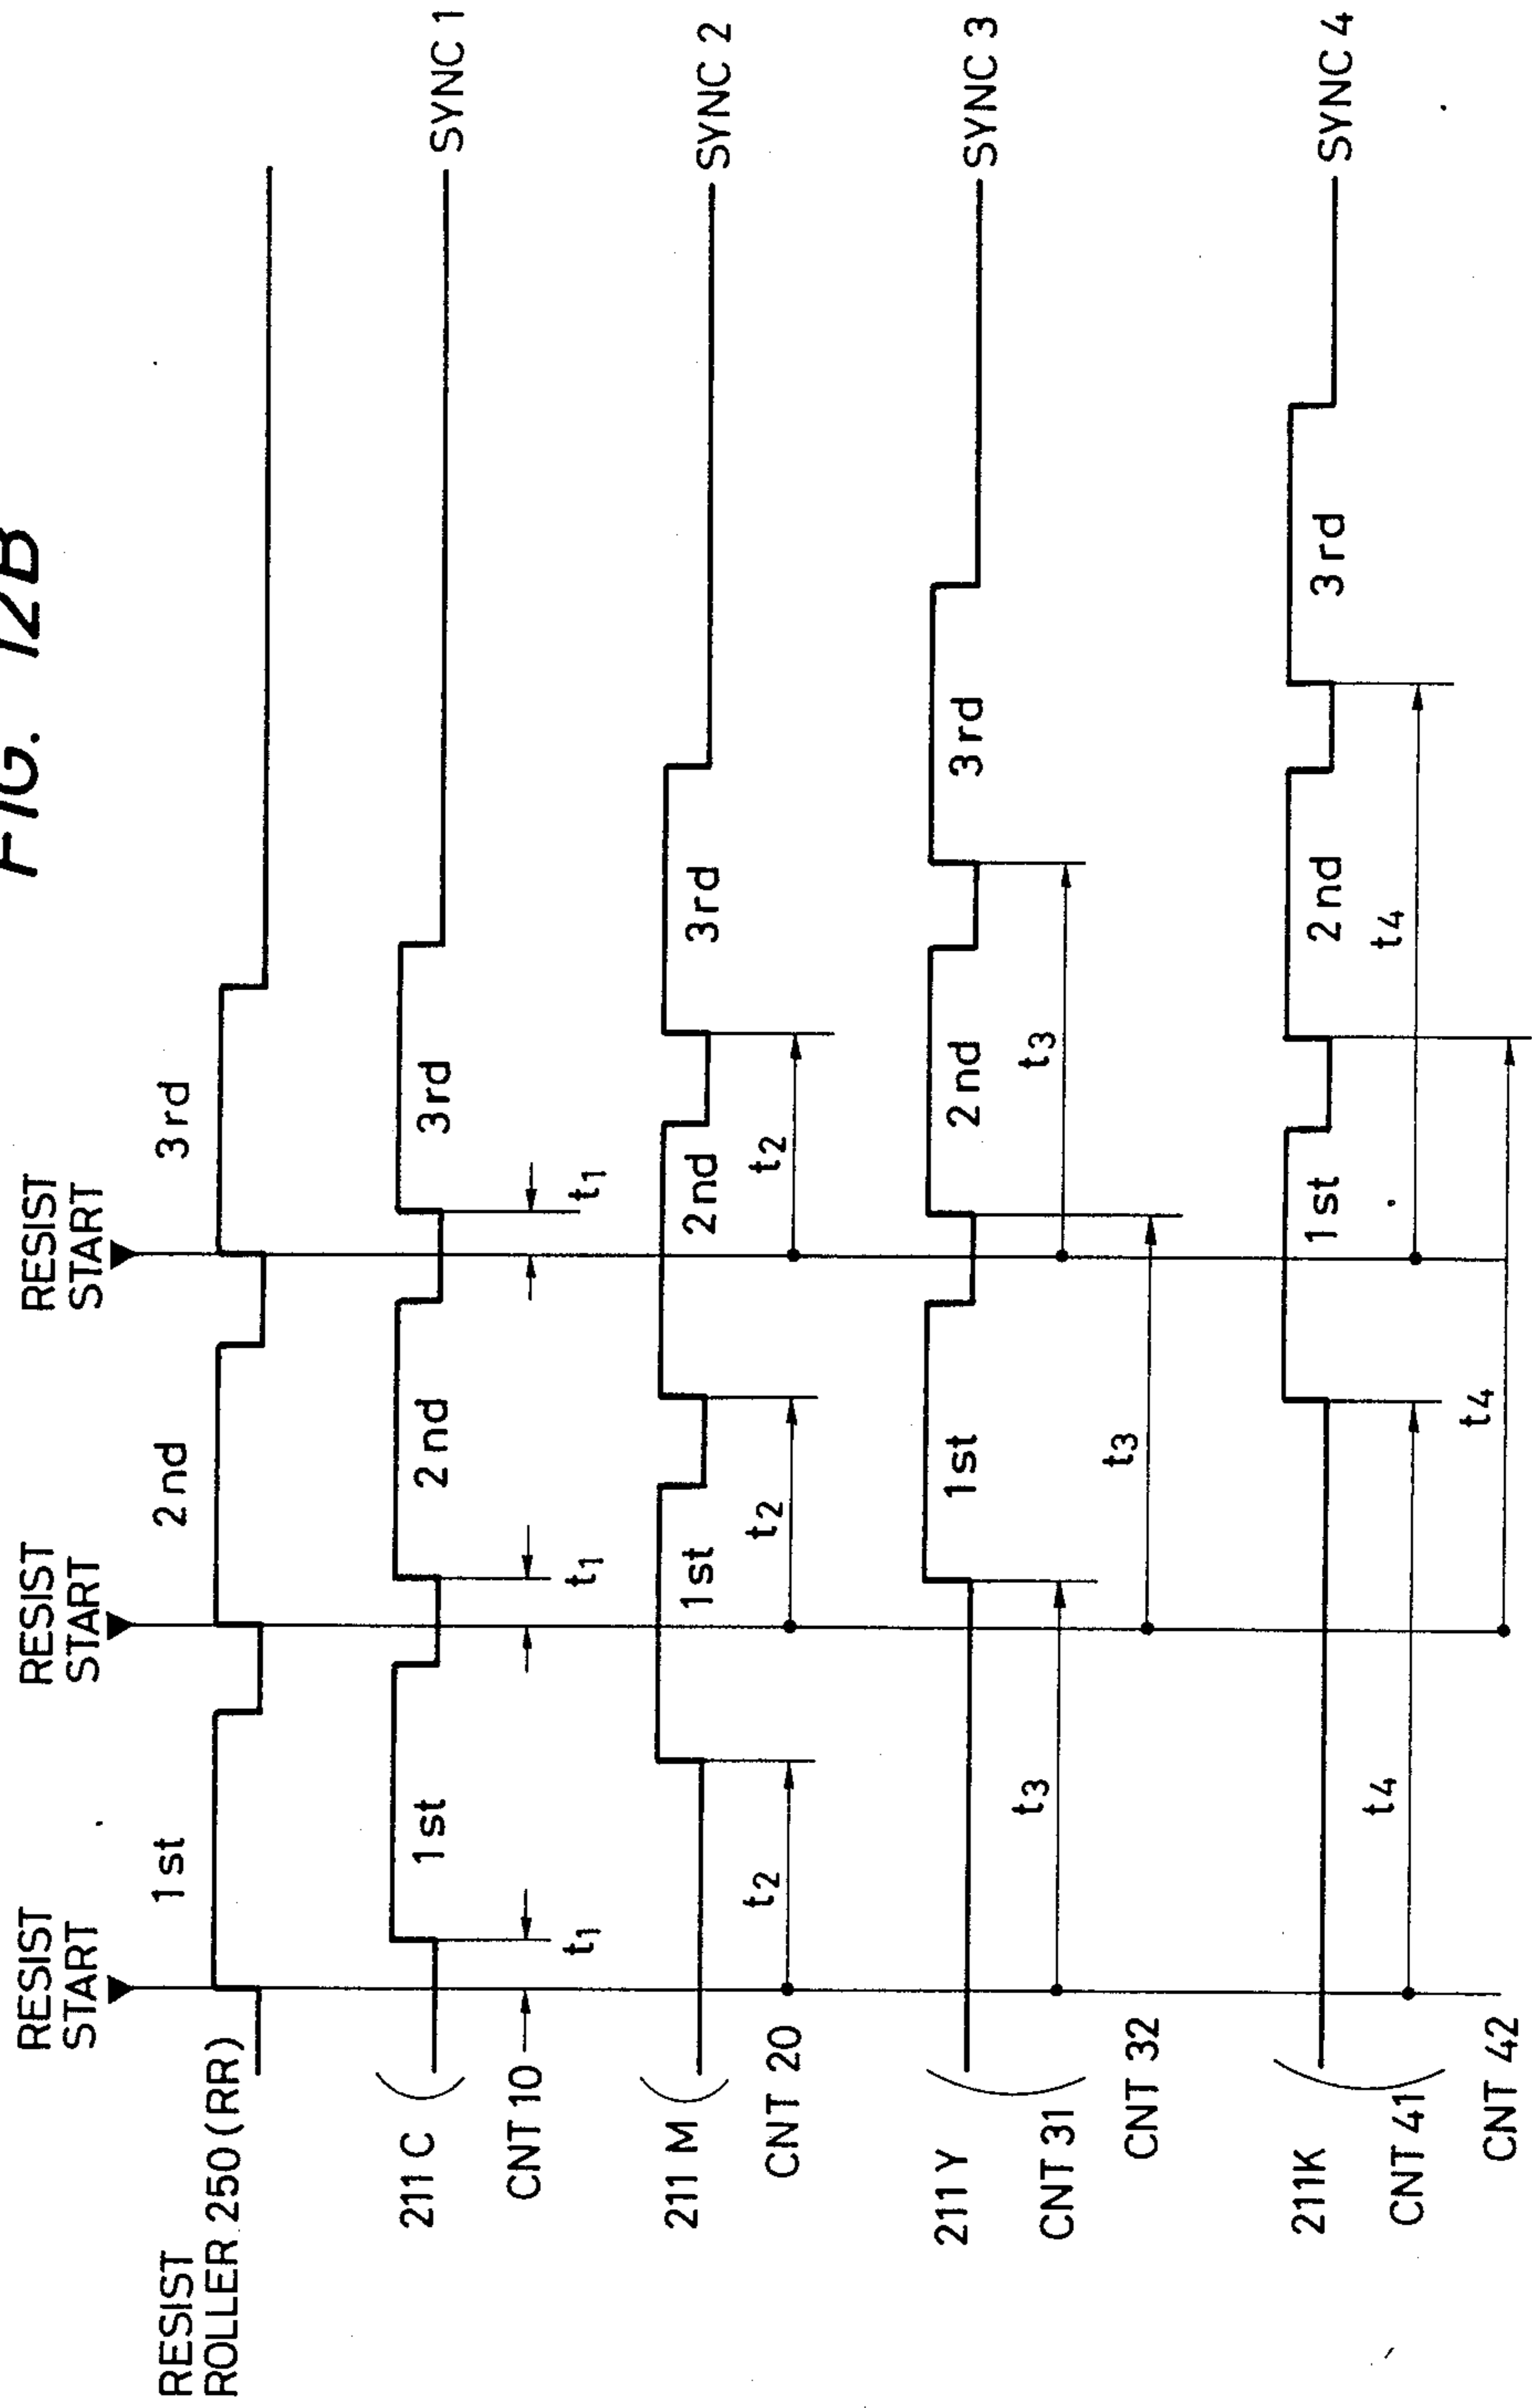 FIG. 12B
RESIST
START
RESIST
START
RESIST
START
RESIST
ROLLER 250 (RR)
1st
2nd
3rd
211 C
1st
2nd
3rd
SYNC 1
CNT 10
t1
t1
t1
211 M
1st
2nd
3rd
SYNC 2
CNT 20
t2
t2
t2
211 Y
1st
2nd
3rd
SYNC 3
CNT 31
t3
t3
CNT 32
t3
211K
1st
2nd
3rd
SYNC 4
CNT 41
t4
t4
CNT 42
t4